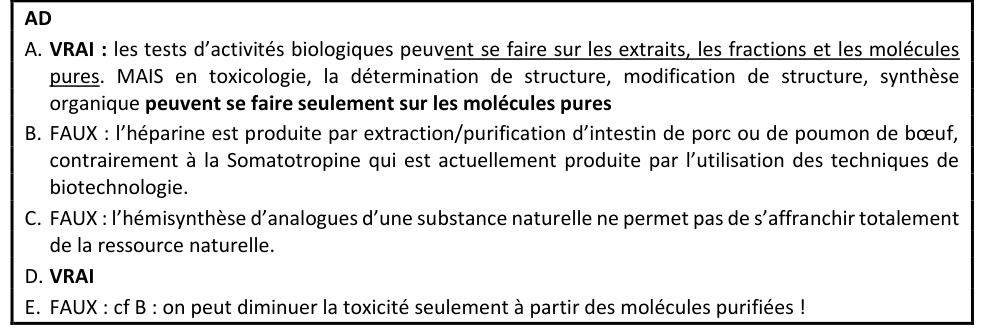 AD
A. VRAI : les tests d’activités biologiques peuvent se faire sur les extraits, les fractions et les molécules
pures. MAIS en toxicologie, la détermination de structure, modification de structure, synthèse
organique peuvent se faire seulement sur les molécules pures
B. FAUX : l’héparine est produite par extraction/purification d’intestin de porc ou de poumon de bœuf,
contrairement à la Somatotropine qui est actuellement produite par l’utilisation des techniques de
biotechnologie.
C. FAUX : l’hémisynthèse d’analogues d’une substance naturelle ne permet pas de s’affranchir totalement
de la ressource naturelle.
D. VRAI
E. FAUX : cf B : on peut diminuer la toxicité seulement à partir des molécules purifiées !